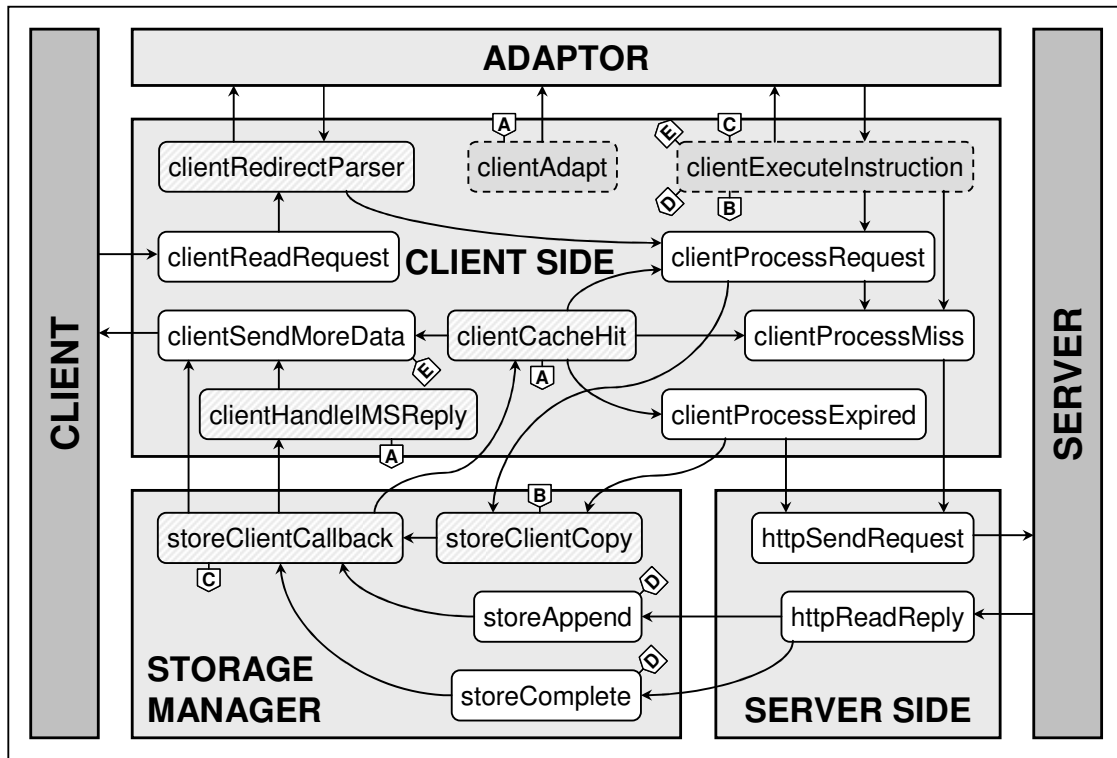 ADAPTOR
CLIENT
SERVER
A
C
E
clientRedirectParser
clientAdapt
clientExecuteInstruction
D
B
clientReadRequest
CLIENT SIDE
clientProcessRequest
clientSendMoreData
clientCacheHit
clientProcessMiss
E
A
clientHandleIMSReply
clientProcessExpired
A
B
storeClientCallback
storeClientCopy
httpSendRequest
C
D
storeAppend
httpReadReply
STORAGE
MANAGER
D
storeComplete
SERVER SIDE